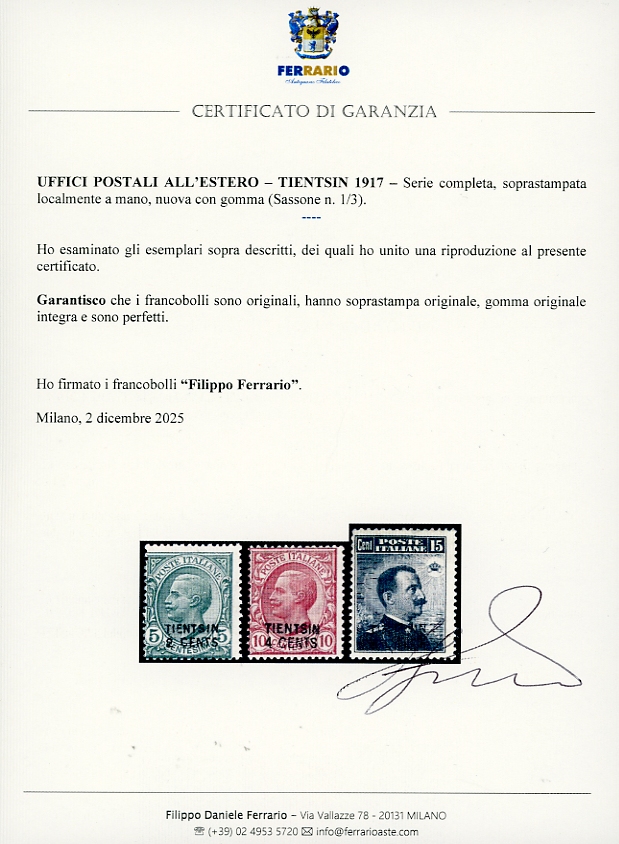 FERRARIO
CERTIFICATO DI GARANZIA
UFFICI POSTALI ALL'ESTERO – TIENTSIN 1917 – Serie completa, soprastampata
localmente a mano, nuova con gomma (Sassone n. 1/3).
----
Ho esaminato gli esemplari sopra descritti, dei quali ho unito una riproduzione al presente
certificato.
Garantisco che i francobolli sono originali, hanno soprastampa originale, gomma originale
integra e sono perfetti.
Ho firmato i francobolli “Filippo Ferrario”.
Milano, 2 dicembre 2025
POSTE ITALIANE
TIENTSIN
5 5
2 CENTS
POSTE ITALIANE
TIENTSIN
10 10
4 CENTS
Cent POSTE ITALIANE 15
Filippo Daniele Ferrario – Via Vallazze 78 - 20131 MILANO
☏ (+39) 02 4953 5720 ✉ info@ferrarioaste.com